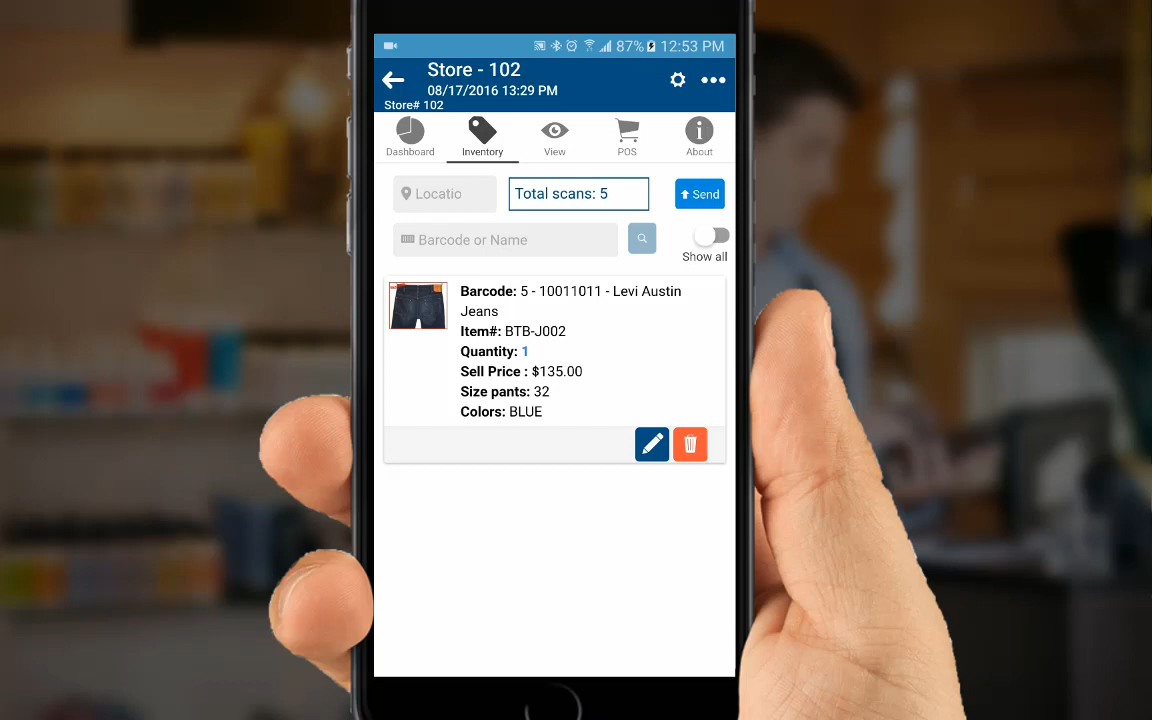 87% 12:53 PM
Store - 102
08/17/2016 13:29 PM
Store# 102
Dashboard Inventory View POS About
Locatio Total scans: 5 Send
Barcode or Name
Show all
Barcode: 5 - 10011011 - Levi Austin
Jeans
Item#: BTB-J002
Quantity: 1
Sell Price : $135.00
Size pants: 32
Colors: BLUE